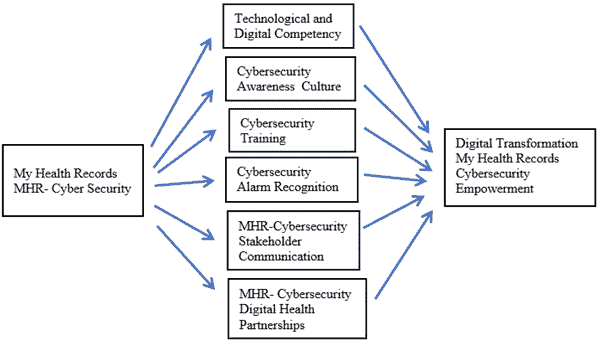 My Health Records
MHR- Cyber Security
Technological and
Digital Competency
Cybersecurity
Awareness Culture
Cybersecurity
Training
Cybersecurity
Alarm Recognition
MHR-Cybersecurity
Stakeholder
Communication
MHR- Cybersecurity
Digital Health
Partnerships
Digital Transformation
My Health Records
Cybersecurity
Empowerment